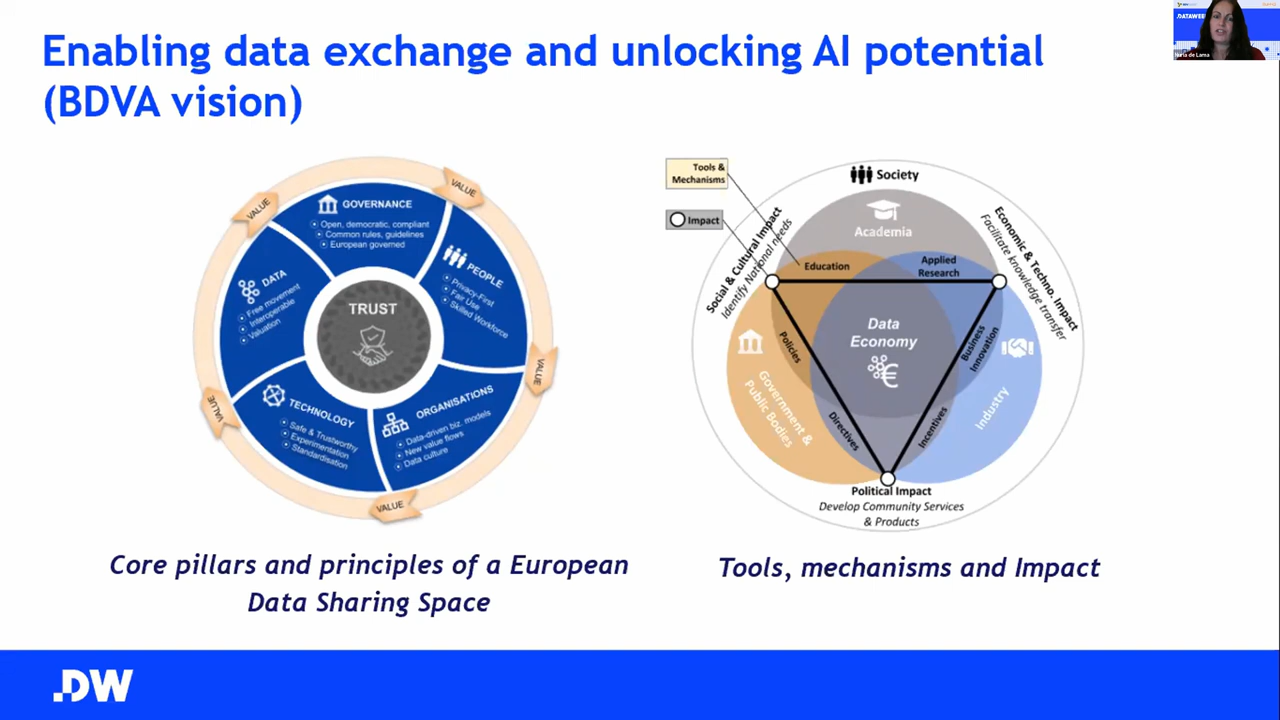 Enabling data exchange and unlocking AI potential
(BDVA vision)
DATAWEE
Nuria de Lama
VALUE
VALUE
VALUE
VALUE
VALUE
GOVERNANCE
Open, democratic, compliant
Common rules, guidelines
European governed
PEOPLE
Privacy-First
Fair Use
Skilled Workforce
DATA
Free movement
Interoperable
Valuation
TRUST
TECHNOLOGY
Safe & Trustworthy
Experimentation
Standardisation
ORGANISATIONS
Data-driven biz. models
New value flows
Data culture
Core pillars and principles of a European
Data Sharing Space
Tools &
Mechanisms
Impact
Society
Academia
Social & Cultural Impact
Identify National needs
Economic & Techno. Impact
Facilitate knowledge transfer
Education
Applied
Research
Data
Economy
€
Policies
Business
Innovation
Government &
Public Bodies
Industry
Directives
Incentives
Political Impact
Develop Community Services
& Products
Tools, mechanisms and Impact
.DW